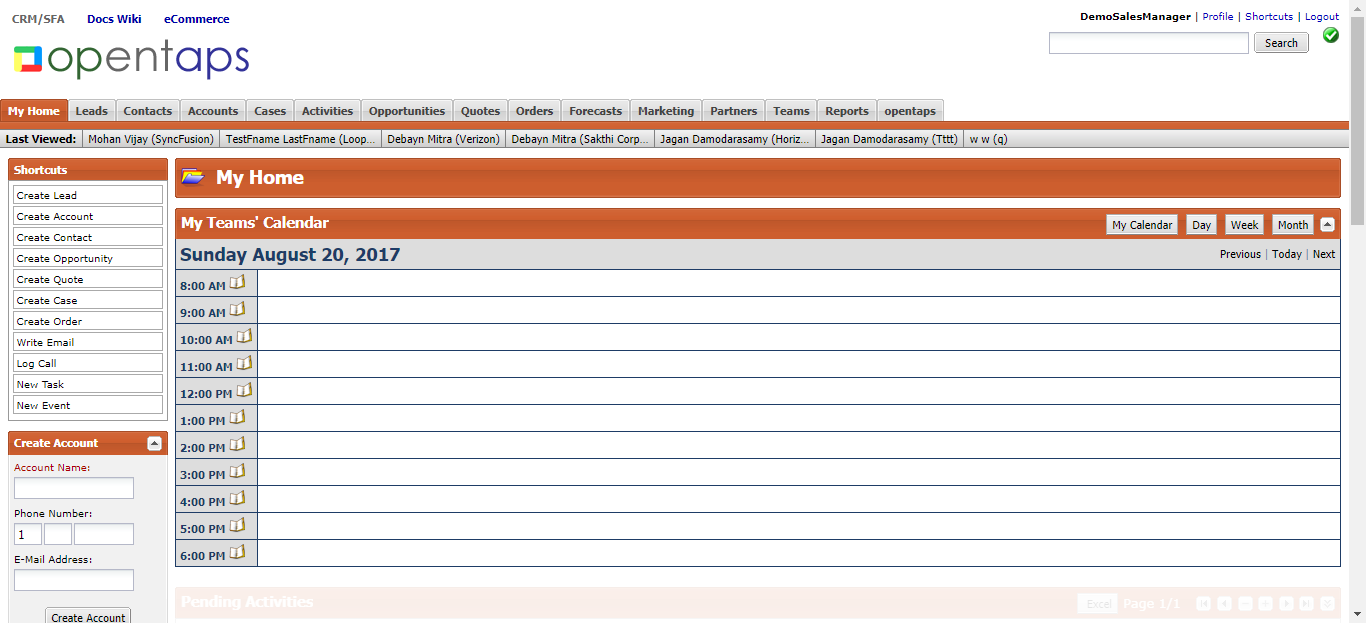 CRM/SFA Docs Wiki eCommerce
DemoSalesManager | Profile | Shortcuts | Logout
opentaps
Search
My Home Leads Contacts Accounts Cases Activities Opportunities Quotes Orders Forecasts Marketing Partners Teams Reports opentaps
Last Viewed: Mohan Vijay (SyncFusion) TestFname LastFname (Loop... Debayn Mitra (Verizon) Debayn Mitra (Sakthi Corp... Jagan Damodarasamy (Horiz... Jagan Damodarasamy (Tttt) w w (q)
Shortcuts
Create Lead
Create Account
Create Contact
Create Opportunity
Create Quote
Create Case
Create Order
Write Email
Log Call
New Task
New Event
Create Account
Account Name:
Phone Number:
1
E-Mail Address:
Create Account
My Home
My Teams' Calendar
My Calendar Day Week Month
Sunday August 20, 2017
Previous | Today | Next
8:00 AM
9:00 AM
10:00 AM
11:00 AM
12:00 PM
1:00 PM
2:00 PM
3:00 PM
4:00 PM
5:00 PM
6:00 PM
Pending Activities
Excel Page 1/1